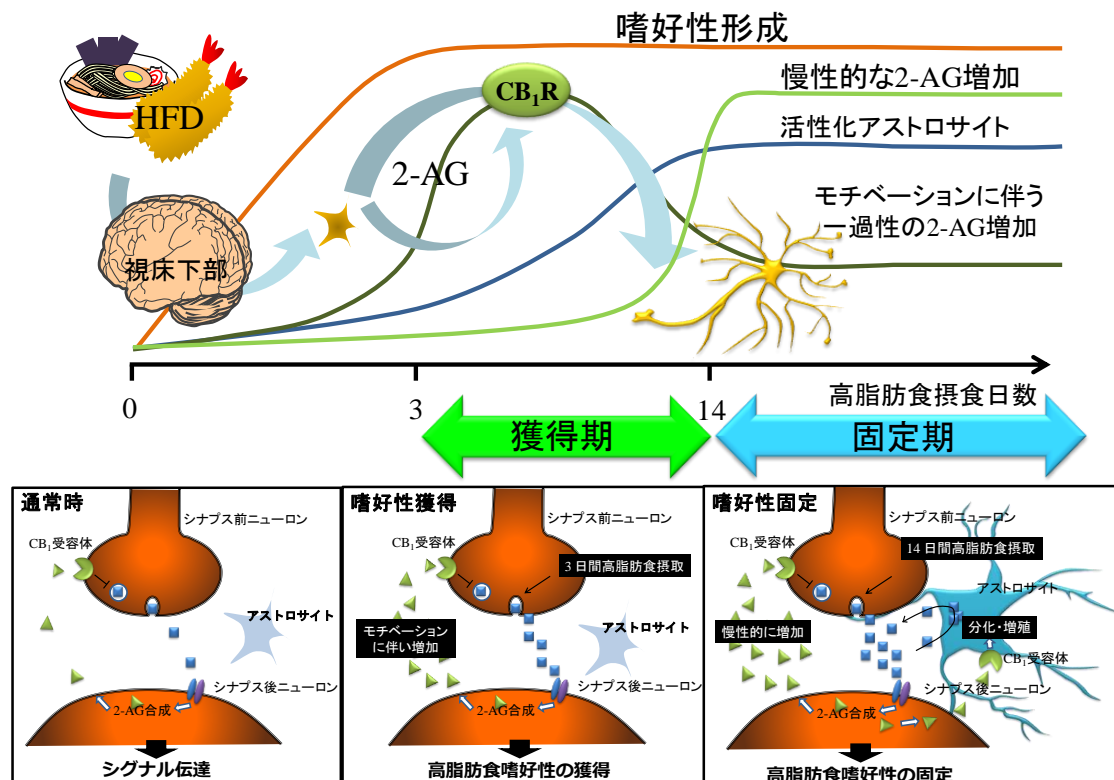 嗜好性形成
慢性的な2-AG増加
活性化アストロサイト
モチベーションに伴う
一過性の2-AG増加
HFD
CB₁R
2-AG
視床下部
0
3
14
高脂肪食摂食日数
獲得期
固定期
通常時
シナプス前ニューロン
CB₁受容体
アストロサイト
シナプス後ニューロン
2-AG合成
シグナル伝達
嗜好性獲得
シナプス前ニューロン
CB₁受容体
3日間高脂肪食摂取
モチベーション
に伴い増加
アストロサイト
シナプス後ニューロン
2-AG合成
高脂肪食嗜好性の獲得
嗜好性固定
シナプス前ニューロン
CB₁受容体
14日間高脂肪食摂取
アストロサイト
慢性的に増加
分化・増殖
CB₁受容体
シナプス後ニューロン
2-AG合成
高脂肪食嗜好性の固定